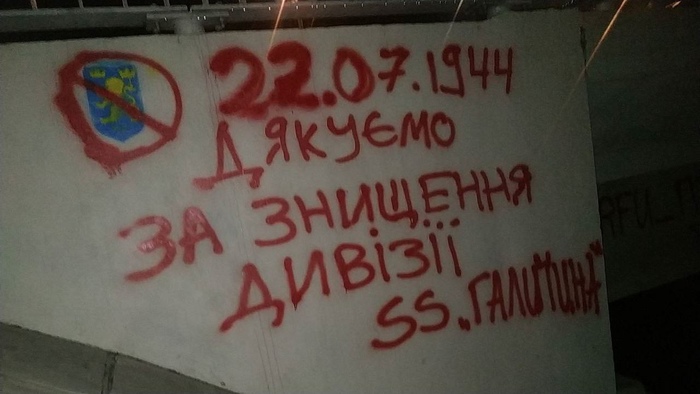 22.07.1944
ДЯКУЄМО
ЗА ЗНИЩЕННЯ
ДИВІЗІЇ
SS „ГАЛИЧИНА"